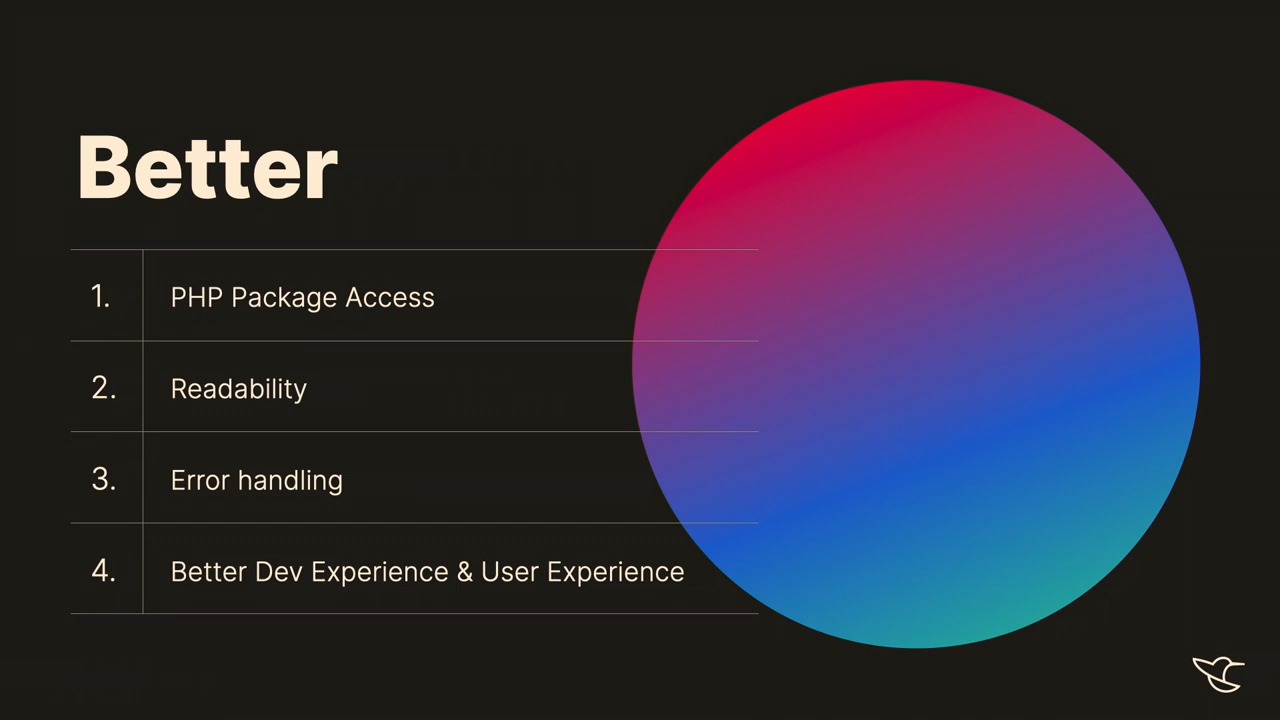 Better
1. PHP Package Access
2. Readability
3. Error handling
4. Better Dev Experience & User Experience